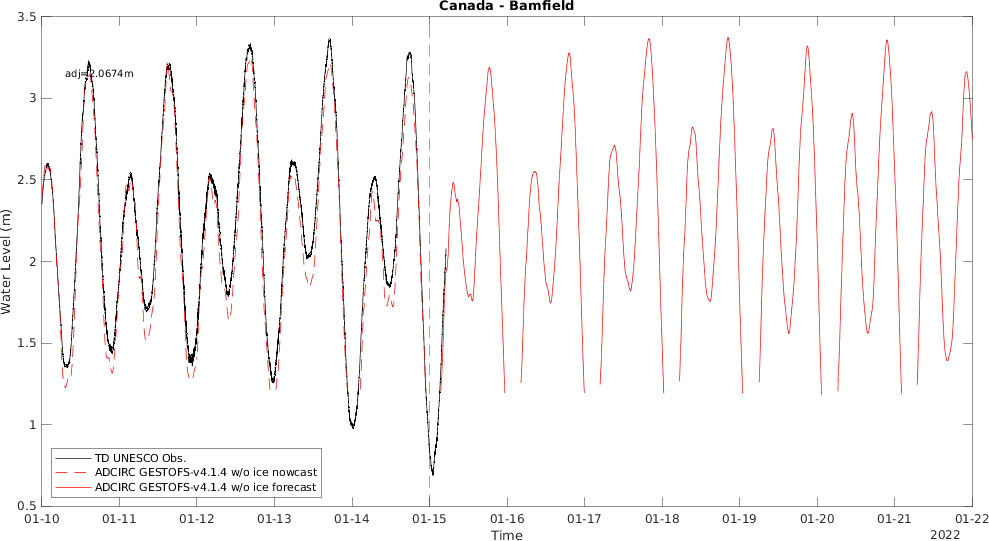 Canada - Bamfield
3.5
3
2.5
2
1.5
1
0.5
Water Level (m)
adj=2.0674m
TD UNESCO Obs.
ADCIRC GESTOFS-v4.1.4 w/o ice nowcast
ADCIRC GESTOFS-v4.1.4 w/o ice forecast
01-10 01-11 01-12 01-13 01-14 01-15 01-16 01-17 01-18 01-19 01-20 01-21 01-22
Time
2022